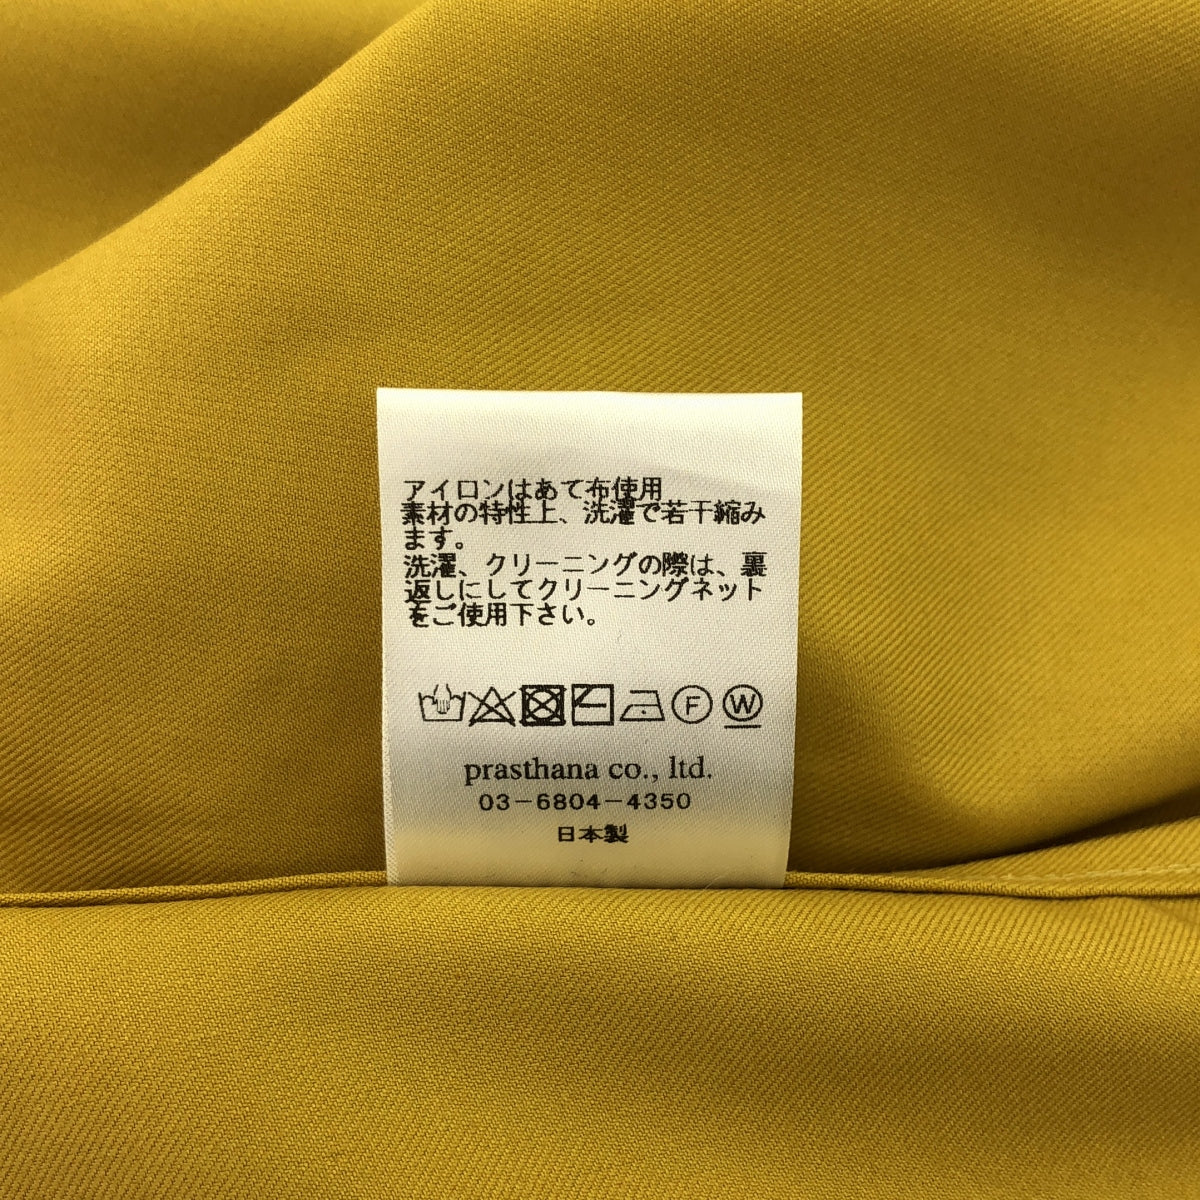 アイロンはあて布使用
素材の特性上、洗濯で若干縮み
ます。
洗濯、クリーニングの際は、裏
返しにしてクリーニングネット
をご使用下さい。
F W
prasthana co., ltd.
03-6804-4350
日本製